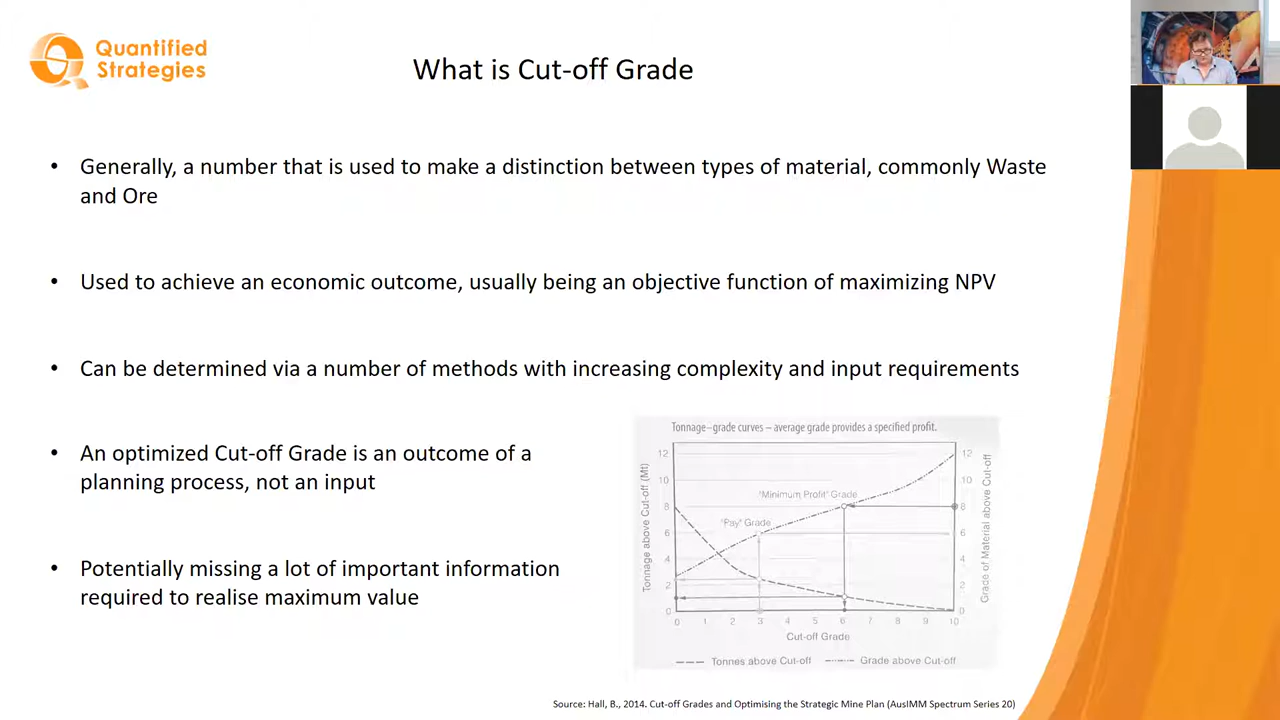 Quantified
Strategies
What is Cut-off Grade
• Generally, a number that is used to make a distinction between types of material, commonly Waste
and Ore
• Used to achieve an economic outcome, usually being an objective function of maximizing NPV
• Can be determined via a number of methods with increasing complexity and input requirements
• An optimized Cut-off Grade is an outcome of a
planning process, not an input
• Potentially missing a lot of important information
required to realise maximum value
Tonnage–grade curves – average grade provides a specified profit.
Tonnage above Cut-off (Mt)
12
10
8
6
4
2
0
'Minimum Profit' Grade
'Pay' Grade
12
10
8
6
4
2
0
Grade of Material above Cut-off
0 1 2 3 4 5 6 7 8 9 10
Cut-off Grade
Tonnes above Cut-off Grade above Cut-off
Source: Hall, B., 2014. Cut-off Grades and Optimising the Strategic Mine Plan (AusIMM Spectrum Series 20)